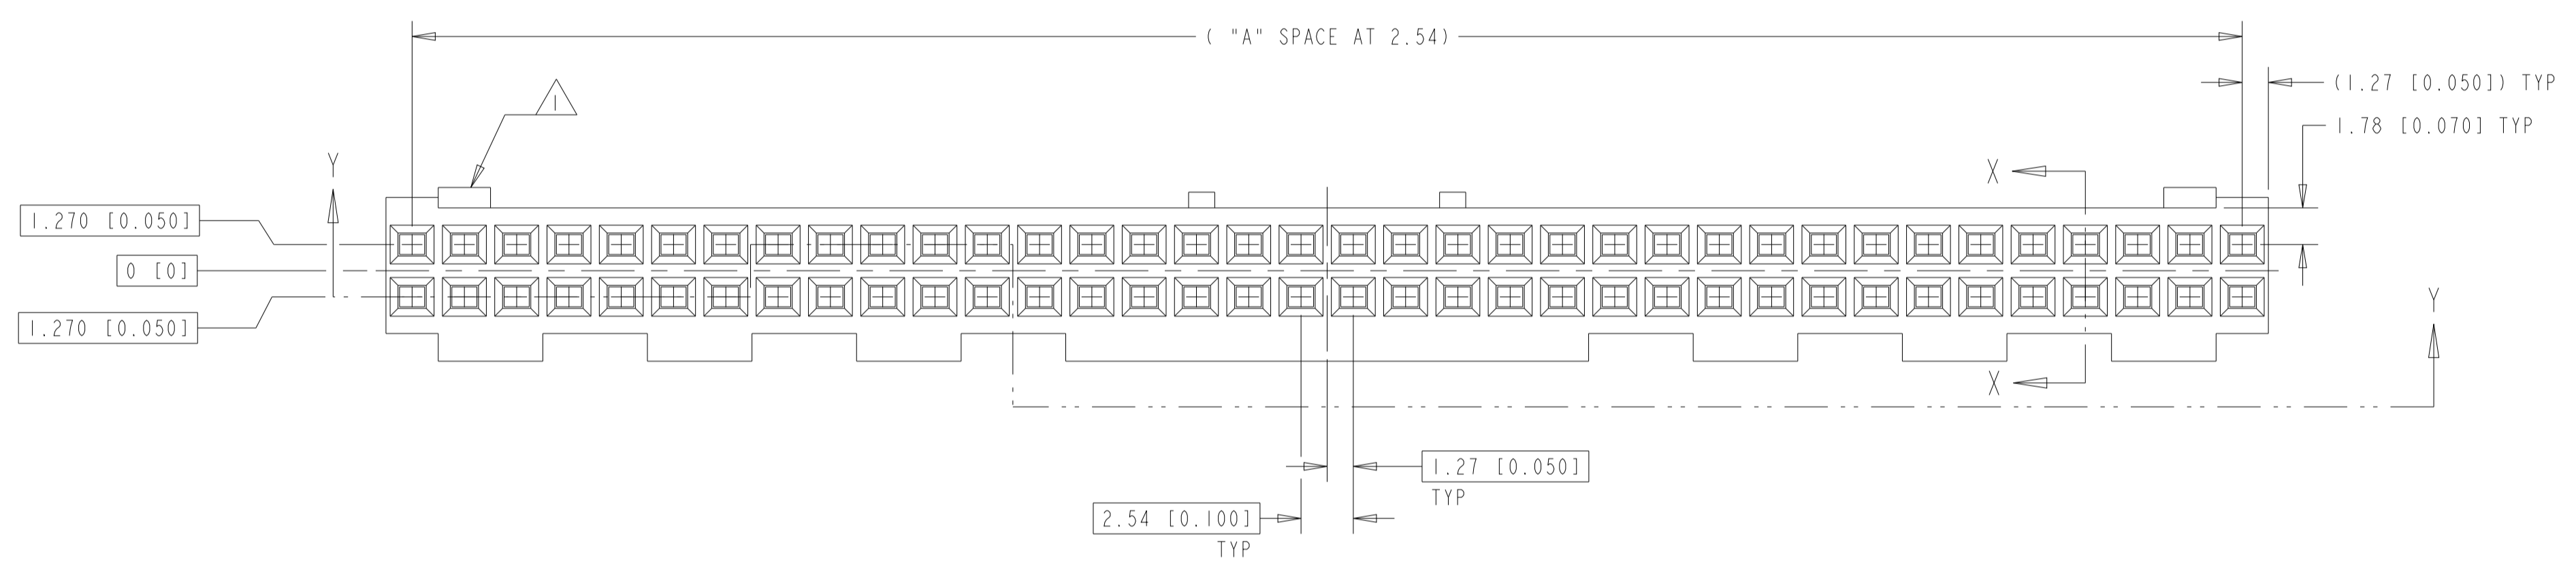 ( "A" SPACE AT 2.54)
(1.27 [0.050]) TYP
1.78 [0.070] TYP
1
Y
X
1.270 [0.050]
0 [0]
1.270 [0.050]
Y
X
1.27 [0.050]
TYP
2.54 [0.100]
TYP